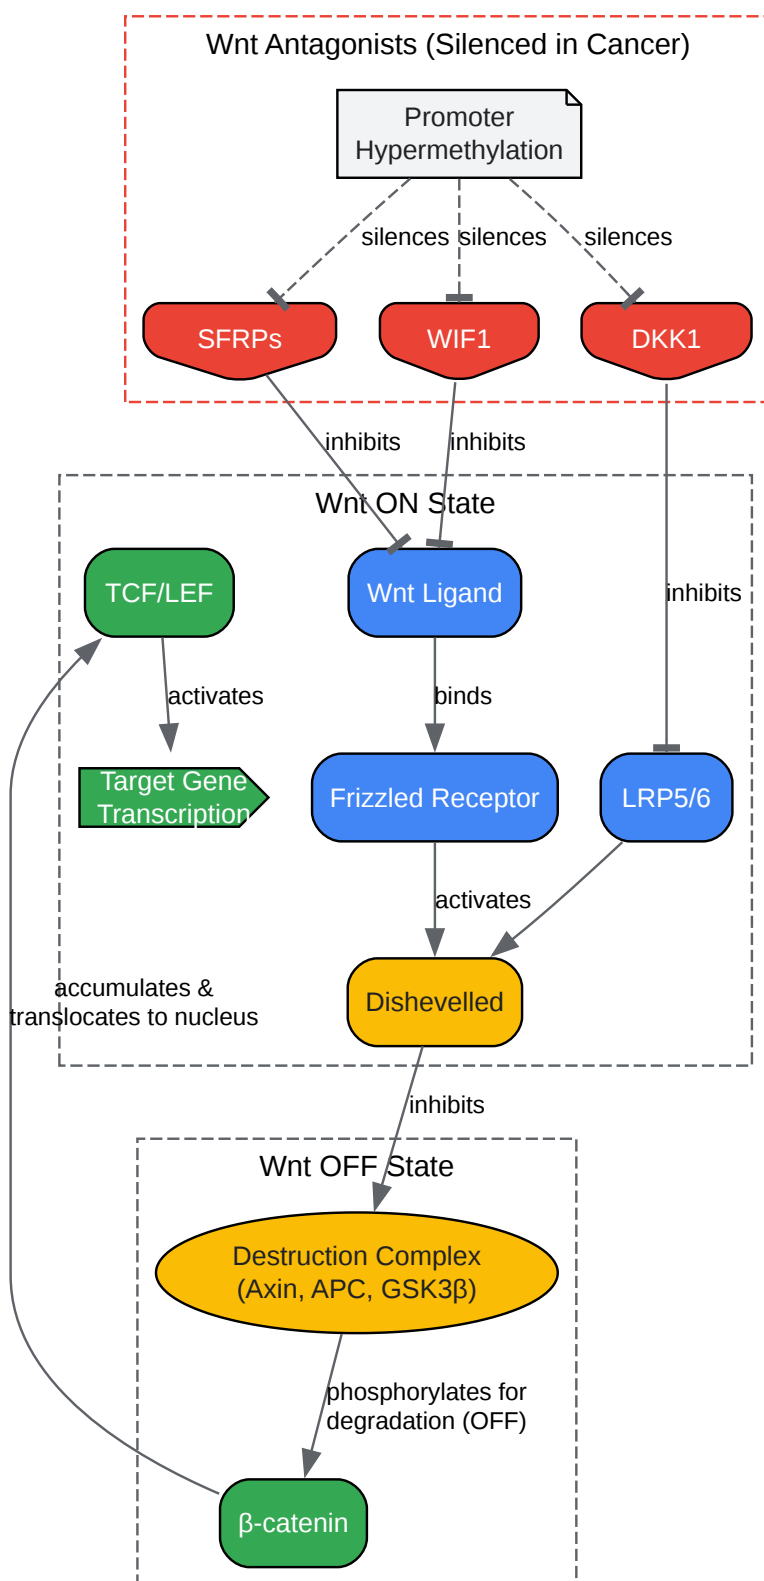 Wnt Antagonists (Silenced in Cancer)
Promoter
Hypermethylation
silences
silences
silences
SFRPs
WIF1
DKK1
inhibits
inhibits
Wnt ON State
TCF/LEF
Wnt Ligand
inhibits
activates
binds
Target Gene
Transcription
Frizzled Receptor
LRP5/6
activates
accumulates &
translocates to nucleus
Dishevelled
inhibits
Wnt OFF State
Destruction Complex
(Axin, APC, GSK3β)
phosphorylates for
degradation (OFF)
β-catenin